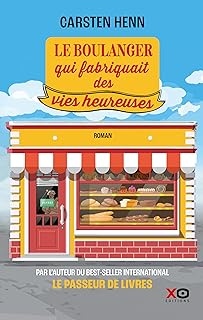 CARSTEN HENN
LE BOULANGER
qui fabriquait des
vies heureuses
ROMAN
PAR L'AUTEUR DU BEST-SELLER INTERNATIONAL
LE PASSEUR DE LIVRES
XO
ÉDITIONS